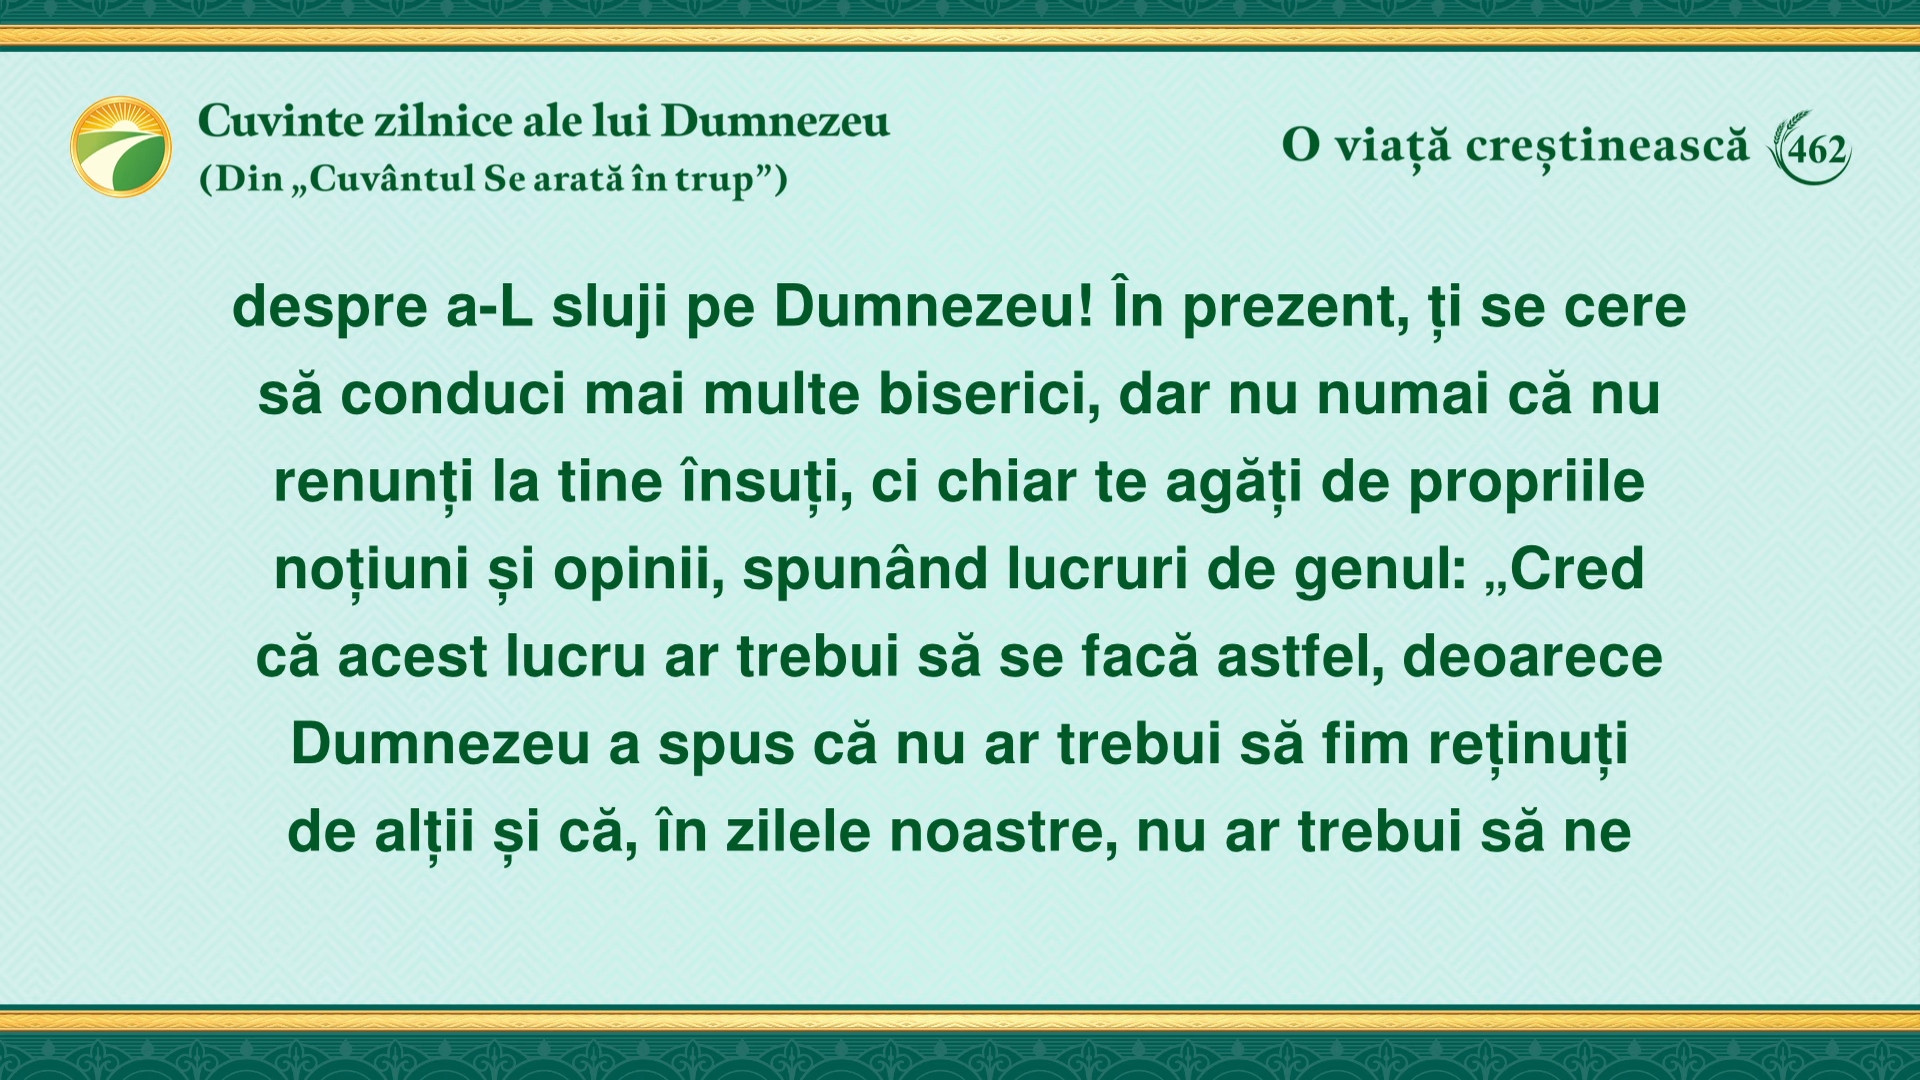 Cuvinte zilnice ale lui Dumnezeu
(Din „Cuvântul Se arată în trup”)
O viață creștinească 462
despre a-L sluji pe Dumnezeu! În prezent, ți se cere
să conduci mai multe biserici, dar nu numai că nu
renunți la tine însuți, ci chiar te agăți de propriile
noțiuni și opinii, spunând lucruri de genul: „Cred
că acest lucru ar trebui să se facă astfel, deoarece
Dumnezeu a spus că nu ar trebui să fim reținuți
de alții și că, în zilele noastre, nu ar trebui să ne